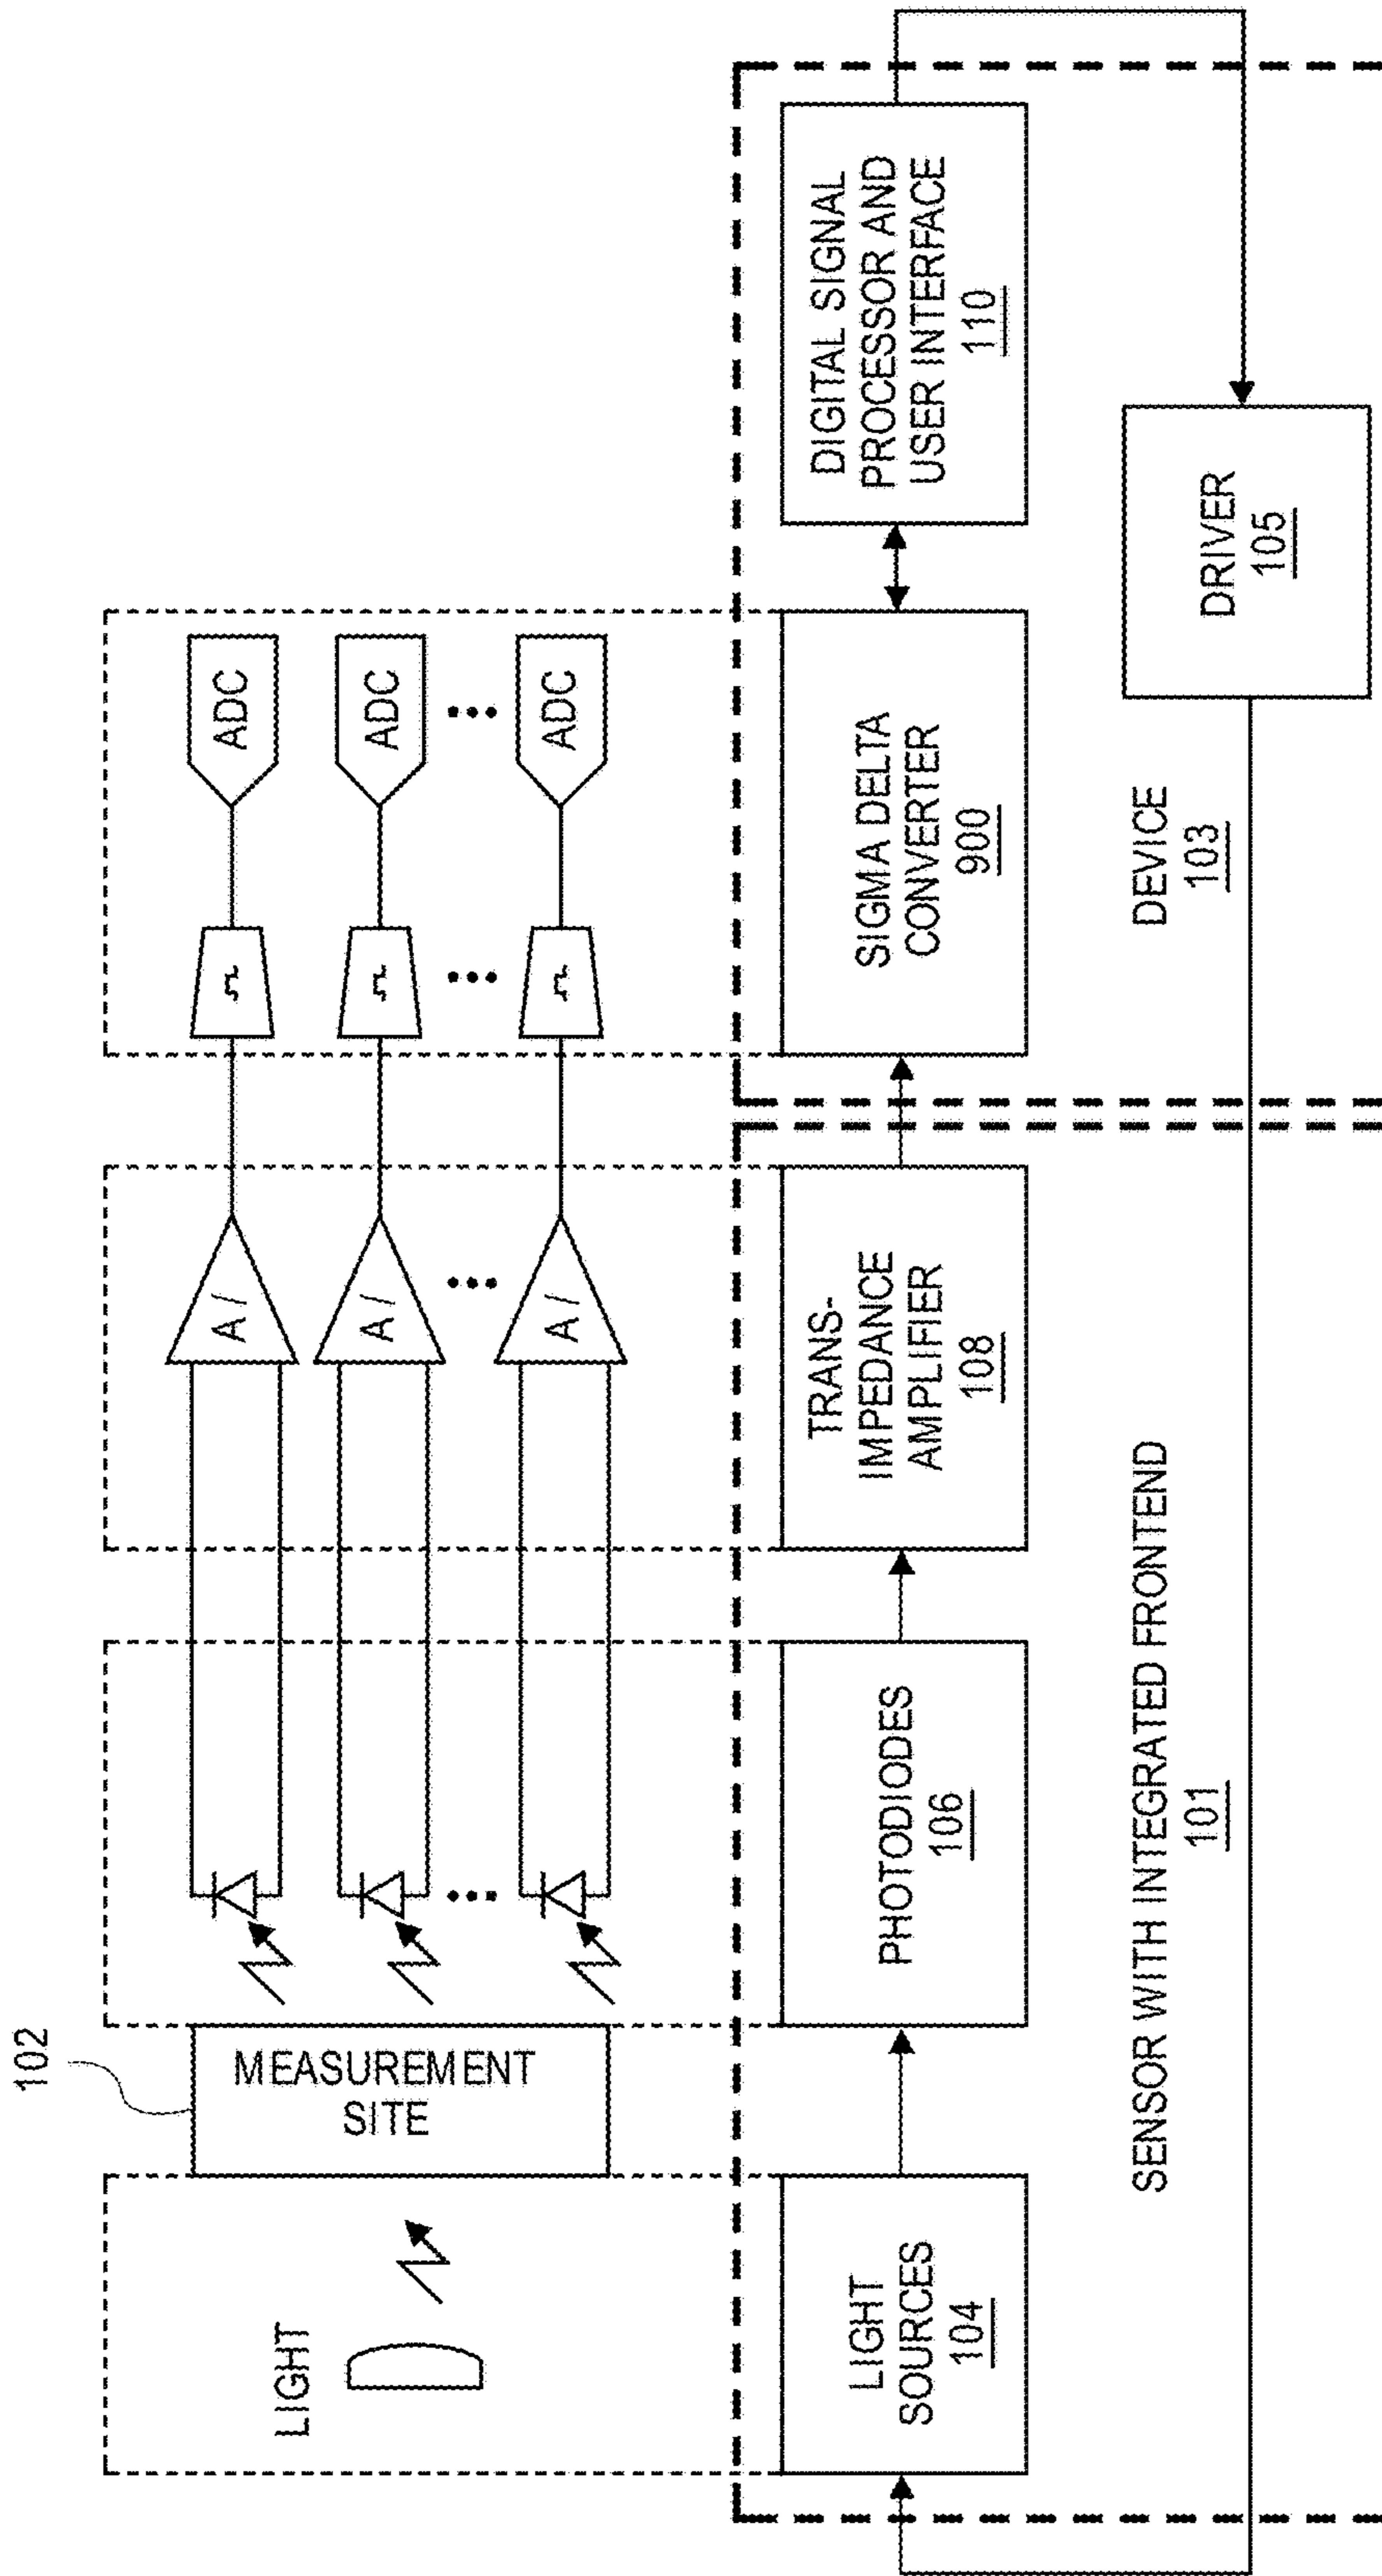 102
LIGHT
MEASUREMENT
SITE
A /
A /
A /
ADC
ADC
ADC
LIGHT
SOURCES
104
PHOTODIODES
106
TRANS-
IMPEDANCE
AMPLIFIER
108
SIGMA DELTA
CONVERTER
900
DIGITAL SIGNAL
PROCESSOR AND
USER INTERFACE
110
SENSOR WITH INTEGRATED FRONTEND
101
DEVICE
103
DRIVER
105